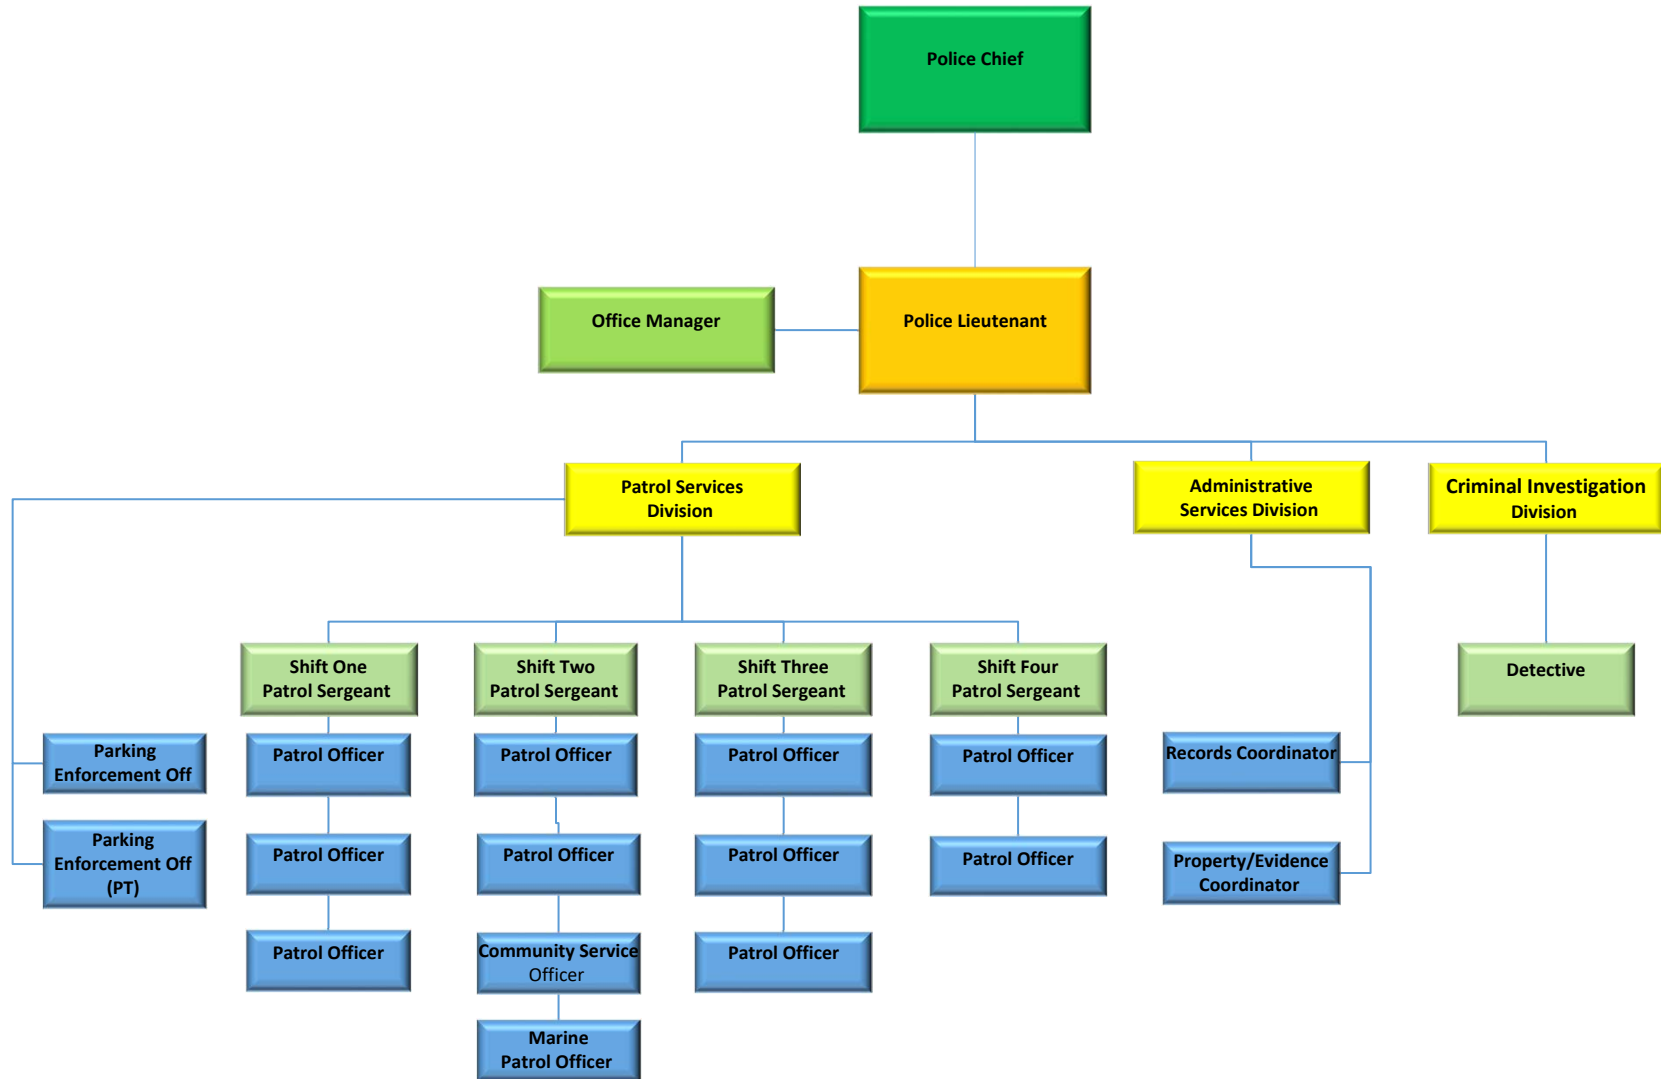 Police Chief
Office Manager
Police Lieutenant
Patrol Services
Division
Administrative
Services Division
Criminal Investigation
Division
Shift One
Patrol Sergeant
Shift Two
Patrol Sergeant
Shift Three
Patrol Sergeant
Shift Four
Patrol Sergeant
Detective
Parking
Enforcement Off
Patrol Officer
Patrol Officer
Patrol Officer
Patrol Officer
Records Coordinator
Parking
Enforcement Off
(PT)
Patrol Officer
Patrol Officer
Patrol Officer
Patrol Officer
Property/Evidence
Coordinator
Patrol Officer
Community Service
Officer
Patrol Officer
Marine
Patrol Officer